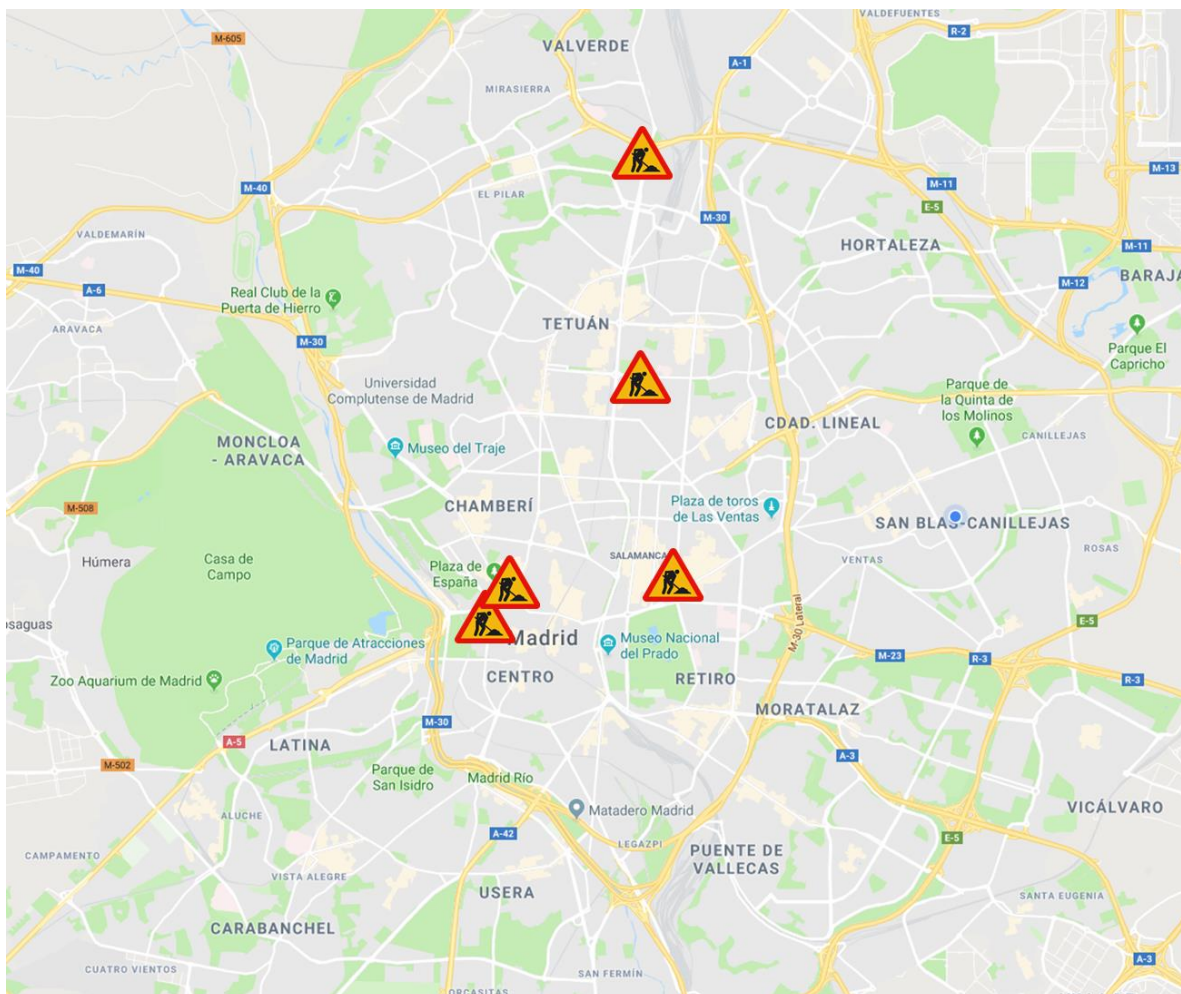 VALDEFUENTES
R-2
M-605
VALVERDE
A-1
MIRASIERRA
M-13
M-40
EL PILAR
M-11
E-5
M-30
VALDEMARÍN
HORTALEZA
M-11
M-40
BARAJA
M-12
A-6
Real Club de la
Puerta de Hierro
TETUÁN
ARAVACA
M-30
Parque El
Capricho
Universidad
Complutense de Madrid
Parque de
la Quinta de
los Molinos
CDAD. LINEAL
CANILLEJAS
MONCLOA
- ARAVACA
Museo del Traje
CHAMBERÍ
Plaza de toros
de Las Ventas
M-508
SAN BLAS-CANILLEJAS
ROSAS
Húmera
Casa de
Campo
SALAMANCA
VENTAS
Plaza de
España
osaguas
M-30 Lateral
E-5
Parque de Atracciones
de Madrid
Madrid
Museo Nacional
del Prado
M-23
R-3
Zoo Aquarium de Madrid
CENTRO
RETIRO
R-3
MORATALAZ
M-30
A-5
LATINA
A-3
M-502
Parque de
San Isidro
Madrid Río
Matadero Madrid
VICÁLVARO
ALUCHE
A-42
LEGAZPI
E-5
PUENTE DE
VALLECAS
CAMPAMENTO
VISTA ALEGRE
USERA
SANTA EUGENIA
CARABANCHEL
A-3
CUATRO VIENTOS
SAN FERMÍN
ORCASITAS